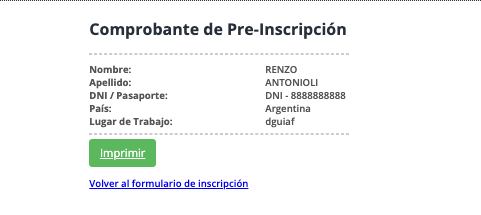 Comprobante de Pre-Inscripción
Nombre: RENZO
Apellido: ANTONIOLI
DNI / Pasaporte: DNI - 8888888888
País: Argentina
Lugar de Trabajo: dguiaf
Imprimir
Volver al formulario de inscripción